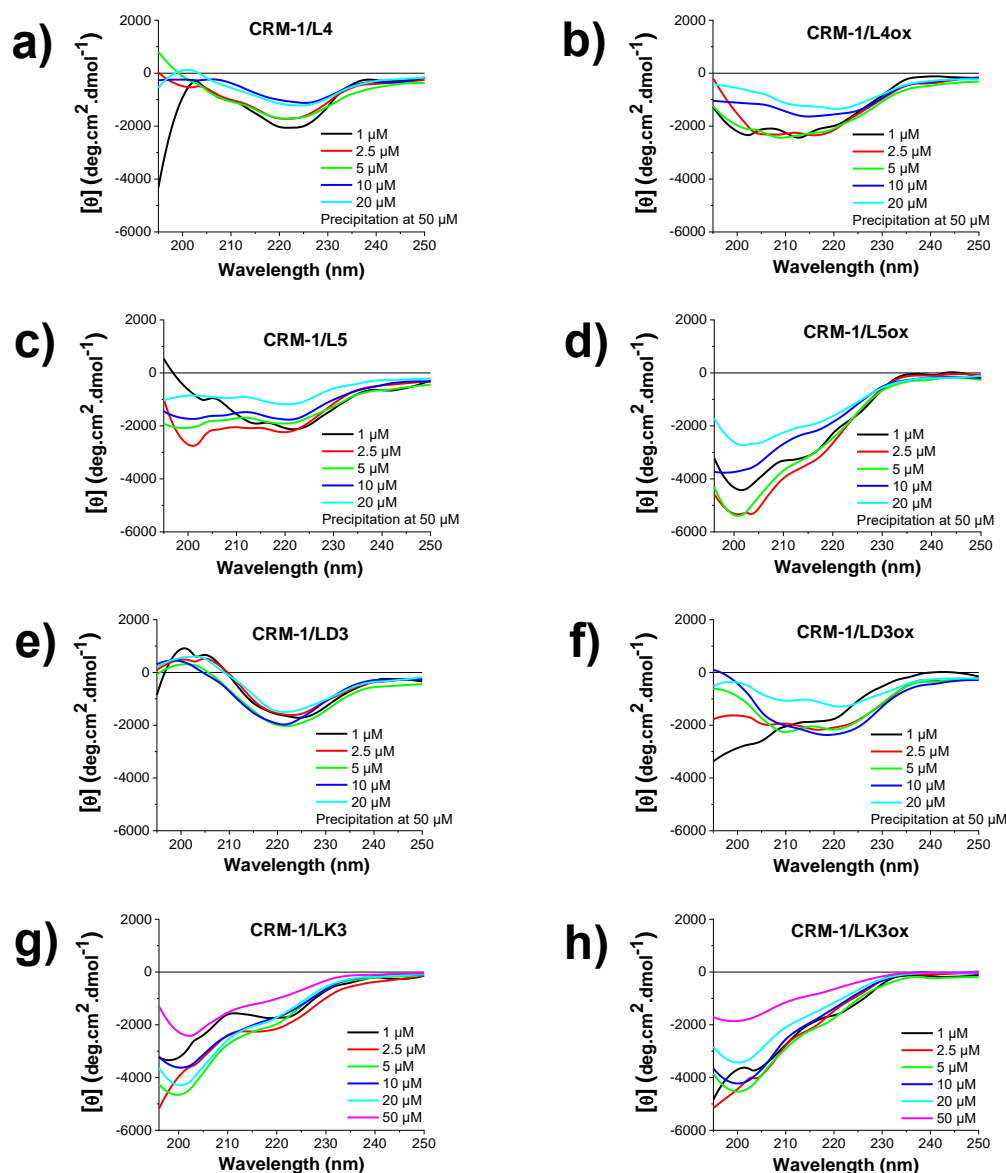 a)
CRM-1/L4
2000
0
-2000
-4000
-6000
[θ] (deg.cm².dmol⁻¹)
1 µM
2.5 µM
5 µM
10 µM
20 µM
Precipitation at 50 µM
200 210 220 230 240 250
Wavelength (nm)
b)
CRM-1/L4ox
2000
0
-2000
-4000
-6000
[θ] (deg.cm².dmol⁻¹)
1 µM
2.5 µM
5 µM
10 µM
20 µM
Precipitation at 50 µM
200 210 220 230 240 250
Wavelength (nm)
c)
CRM-1/L5
2000
0
-2000
-4000
-6000
[θ] (deg.cm².dmol⁻¹)
1 µM
2.5 µM
5 µM
10 µM
20 µM
Precipitation at 50 µM
200 210 220 230 240 250
Wavelength (nm)
d)
CRM-1/L5ox
2000
0
-2000
-4000
-6000
[θ] (deg.cm².dmol⁻¹)
1 µM
2.5 µM
5 µM
10 µM
20 µM
Precipitation at 50 µM
200 210 220 230 240 250
Wavelength (nm)
e)
CRM-1/LD3
2000
0
-2000
-4000
-6000
[θ] (deg.cm².dmol⁻¹)
1 µM
2.5 µM
5 µM
10 µM
20 µM
Precipitation at 50 µM
200 210 220 230 240 250
Wavelength (nm)
f)
CRM-1/LD3ox
2000
0
-2000
-4000
-6000
[θ] (deg.cm².dmol⁻¹)
1 µM
2.5 µM
5 µM
10 µM
20 µM
Precipitation at 50 µM
200 210 220 230 240 250
Wavelength (nm)
g)
CRM-1/LK3
2000
0
-2000
-4000
-6000
[θ] (deg.cm².dmol⁻¹)
1 µM
2.5 µM
5 µM
10 µM
20 µM
50 µM
200 210 220 230 240 250
Wavelength (nm)
h)
CRM-1/LK3ox
2000
0
-2000
-4000
-6000
[θ] (deg.cm².dmol⁻¹)
1 µM
2.5 µM
5 µM
10 µM
20 µM
50 µM
200 210 220 230 240 250
Wavelength (nm)